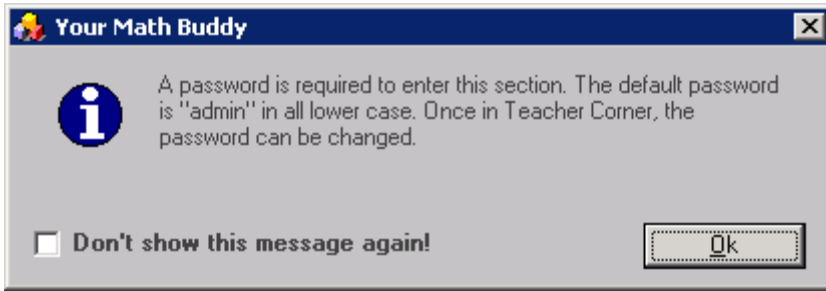 Your Math Buddy
A password is required to enter this section. The default password
is "admin" in all lower case. Once in Teacher Corner, the
password can be changed.
Don't show this message again!
Ok